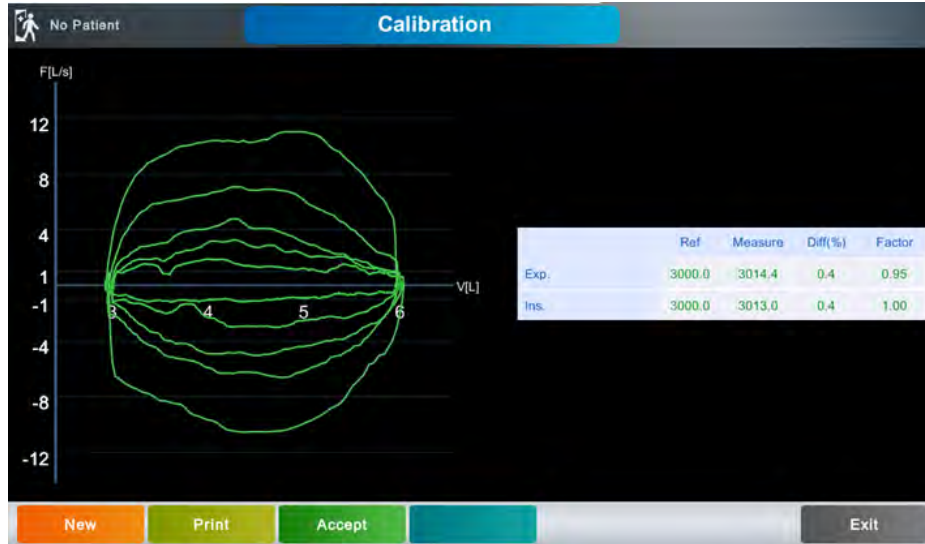 No Patient
Calibration
F[L/s]
12
8
4
1
-1
-4
-8
-12
3 4 5 6
V[L]
Ref Measure Diff(%) Factor
Exp. 3000.0 3014.4 0.4 0.95
Ins. 3000.0 3013.0 0.4 1.00
New Print Accept Exit